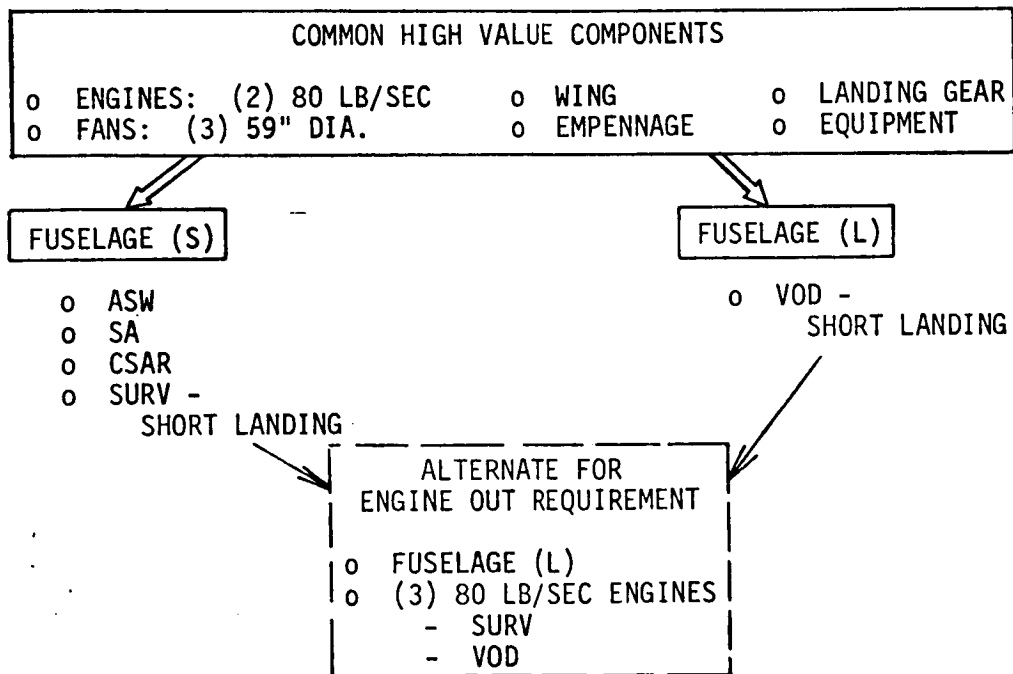 COMMON HIGH VALUE COMPONENTS
o ENGINES: (2) 80 LB/SEC o WING o LANDING GEAR
o FANS: (3) 59" DIA. o EMPENNAGE o EQUIPMENT
FUSELAGE (S)
FUSELAGE (L)
o ASW
o SA
o CSAR
o SURV -
SHORT LANDING
o VOD -
SHORT LANDING
ALTERNATE FOR
ENGINE OUT REQUIREMENT
o FUSELAGE (L)
o (3) 80 LB/SEC ENGINES
- SURV
- VOD